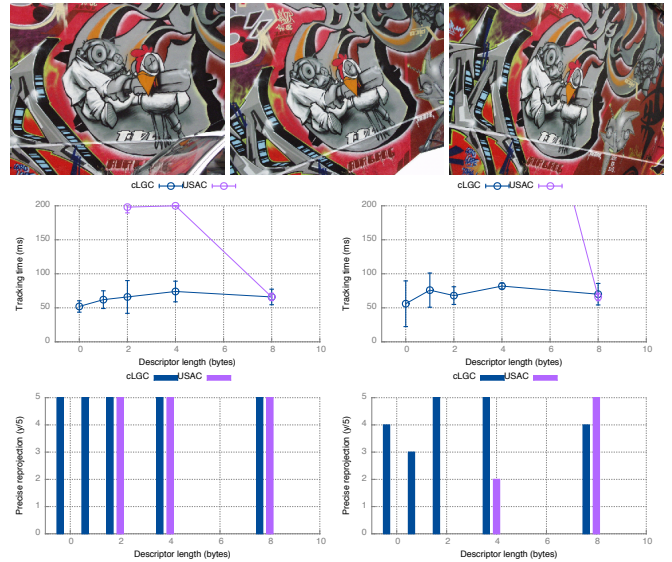 cLGC USAC
cLGC USAC
200
150
100
50
0
Tracking time (ms)
0 2 4 6 8 10
Descriptor length (bytes)
200
150
100
50
0
Tracking time (ms)
0 2 4 6 8 10
Descriptor length (bytes)
cLGC USAC
cLGC USAC
5
4
3
2
1
0
Precise reprojection (y/5)
0 2 4 6 8 10
Descriptor length (bytes)
5
4
3
2
1
0
Precise reprojection (y/5)
0 2 4 6 8 10
Descriptor length (bytes)